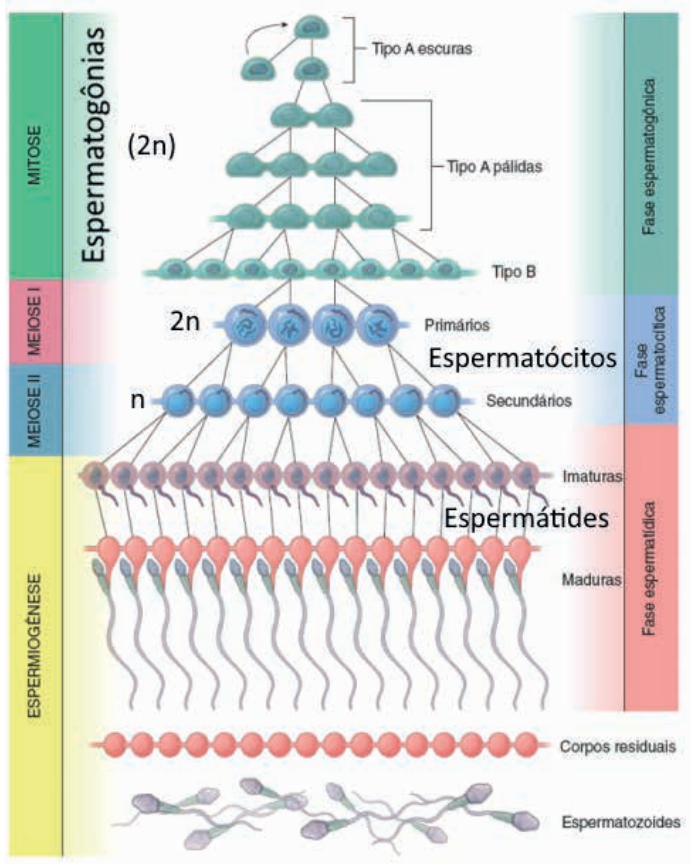 MITOSE
MEIOSE I
MEIOSE II
ESPERMIOGÊNESE
Espermatogônias
(2n)
Tipo A escuras
Tipo A pálidas
Tipo B
2n
Primários
Espermatócitos
n
Secundários
Imaturas
Espermátides
Maduras
Corpos residuais
Espermatozoides
Fase espermatogônica
Fase
espermatocítica
Fase espermatídica